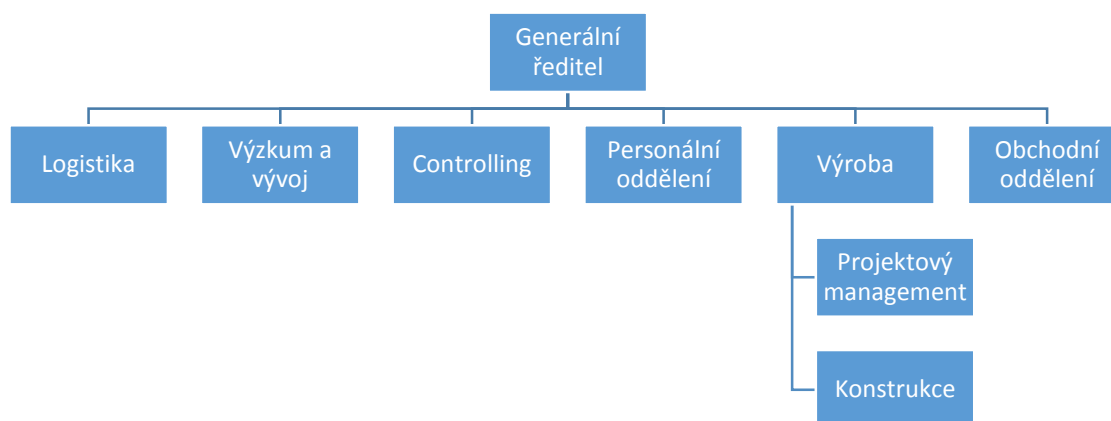 Generální
ředitel
Logistika
Výzkum a
vývoj
Controlling
Personální
oddělení
Výroba
Obchodní
oddělení
Projektový
management
Konstrukce